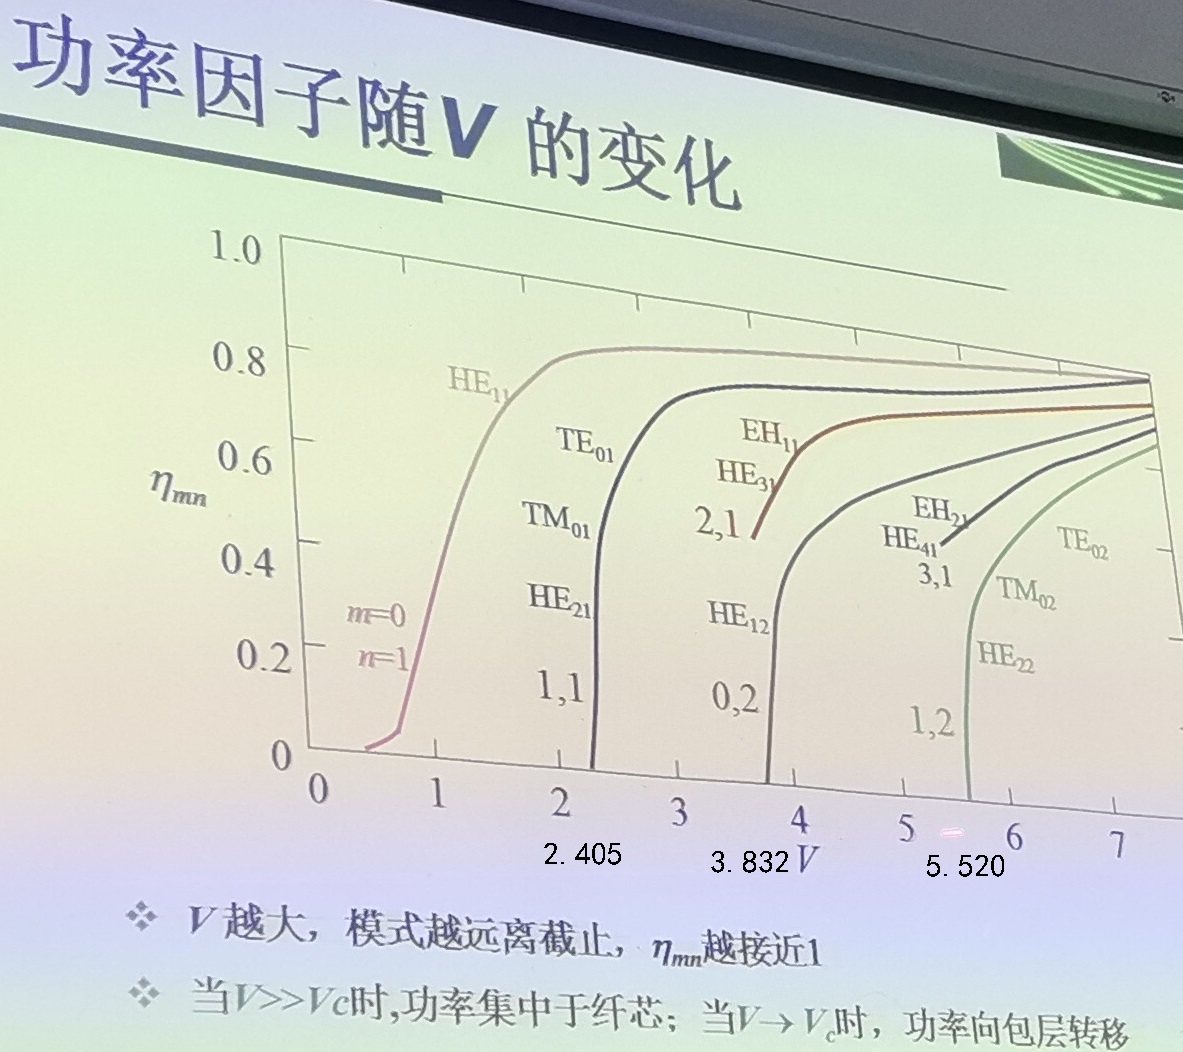 功率因子随V 的变化
1.0
0.8
0.6
0.4
0.2
0
ηmn
HE11
m=0
n=1
TE01
TM01
HE21
1,1
EH11
HE31
2,1
HE12
0,2
EH21
HE41
3,1
TE02
TM02
HE22
1,2
0 1 2 3 4 5 6 7
2.405 3.832 V 5.520
V越大，模式越远离截止，ηmn越接近1
当V>>Vc时,功率集中于纤芯；当V→Vc时，功率向包层转移